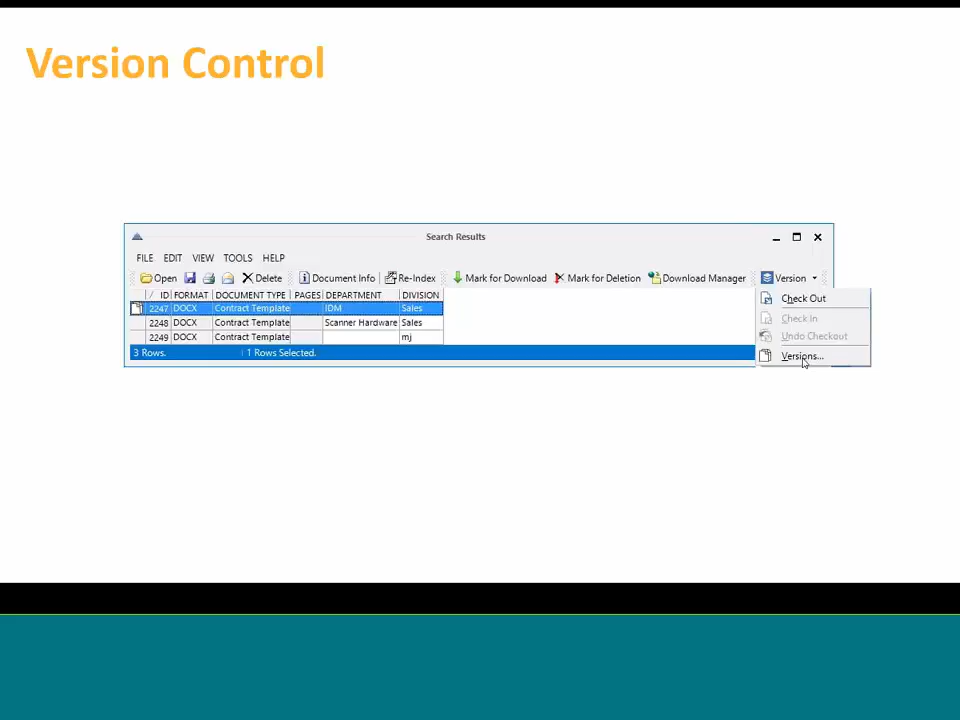 Version Control
Search Results
FILE EDIT VIEW TOOLS HELP
Open Delete Document Info Re-Index Mark for Download Mark for Deletion Download Manager Version
/ ID FORMAT DOCUMENT TYPE PAGES DEPARTMENT DIVISION
2247 DOCX Contract Template IDM Sales
2248 DOCX Contract Template Scanner Hardware Sales
2249 DOCX Contract Template mj
3 Rows. 1 Rows Selected.
Check Out
Check In
Undo Checkout
Versions...